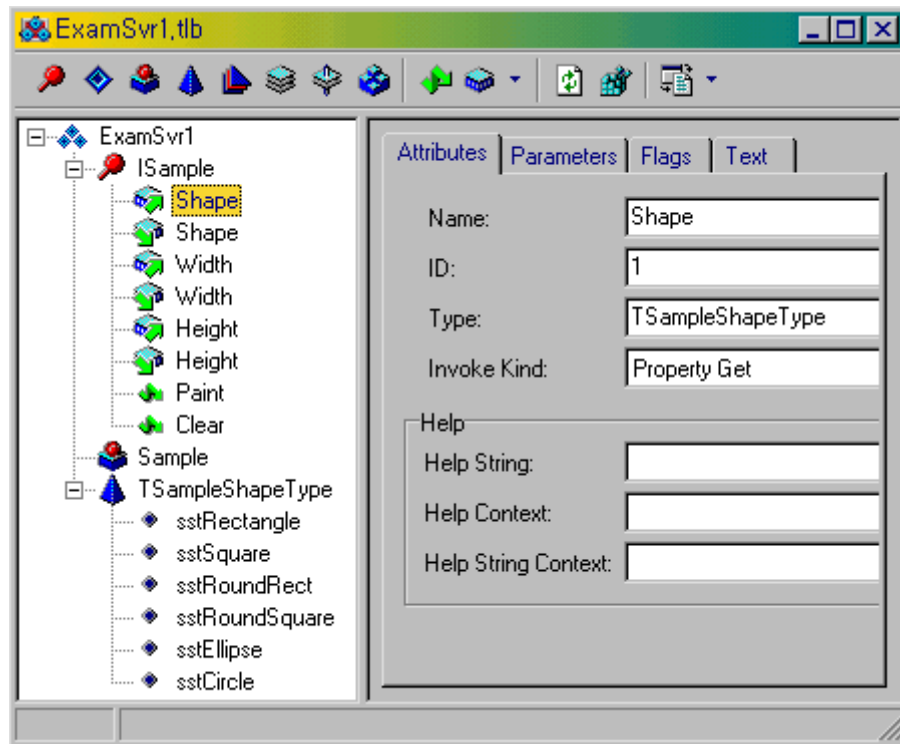 ExamSvr1.tlb
ExamSvr1
ISample
Shape
Shape
Width
Width
Height
Height
Paint
Clear
Sample
TSampleShapeType
sstRectangle
sstSquare
sstRoundRect
sstRoundSquare
sstEllipse
sstCircle
Attributes Parameters Flags Text
Name: Shape
ID: 1
Type: TSampleShapeType
Invoke Kind: Property Get
Help
Help String:
Help Context:
Help String Context: